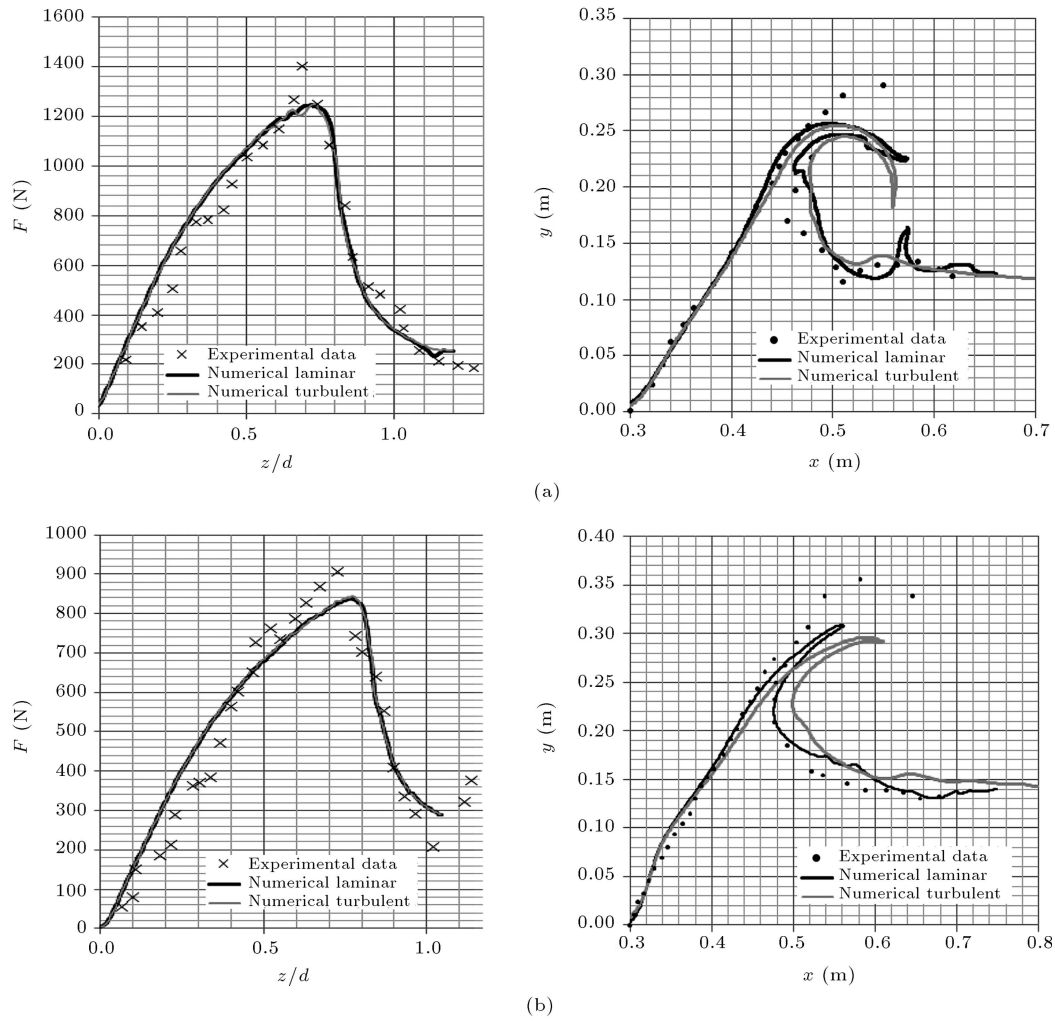 1600
1400
1200
1000
800
600
400
200
0
F (N)
0.0 0.5 1.0
z/d
Experimental data
Numerical laminar
Numerical turbulent
0.35
0.30
0.25
0.20
0.15
0.10
0.05
0.00
y (m)
0.3 0.4 0.5 0.6 0.7
x (m)
Experimental data
Numerical laminar
Numerical turbulent
(a)
1000
900
800
700
600
500
400
300
200
100
0
F (N)
0.0 0.5 1.0
z/d
Experimental data
Numerical laminar
Numerical turbulent
0.40
0.35
0.30
0.25
0.20
0.15
0.10
0.05
0.00
y (m)
0.3 0.4 0.5 0.6 0.7 0.8
x (m)
Experimental data
Numerical laminar
Numerical turbulent
(b)